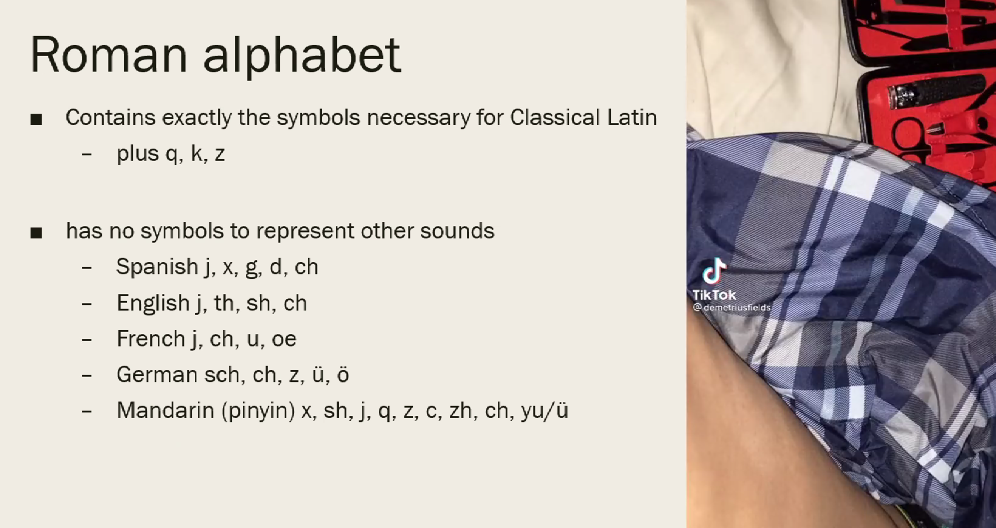 Roman alphabet
■ Contains exactly the symbols necessary for Classical Latin
– plus q, k, z
■ has no symbols to represent other sounds
– Spanish j, x, g, d, ch
– English j, th, sh, ch
– French j, ch, u, oe
– German sch, ch, z, ü, ö
– Mandarin (pinyin) x, sh, j, q, z, c, zh, ch, yu/ü
TikTok
@demetriusfields